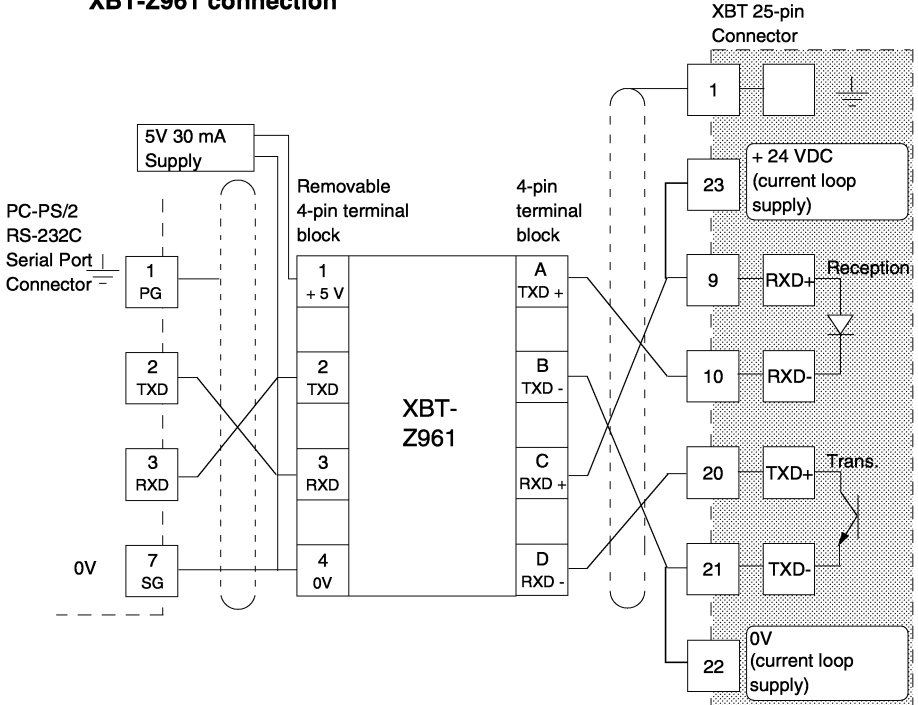 XBT-Z961 connection
XBT 25-pin
Connector
1
5V 30 mA
Supply
+ 24 VDC
(current loop
supply)
23
Removable
4-pin terminal
block
4-pin
terminal
block
PC-PS/2
RS-232C
Serial Port
Connector
1
PG
1
+ 5 V
A
TXD +
9
RXD+
Reception
2
TXD
2
TXD
B
TXD -
10
RXD-
XBT-
Z961
3
RXD
3
RXD
C
RXD +
20
TXD+
Trans.
0V
7
SG
4
0V
D
RXD -
21
TXD-
22
0V
(current loop
supply)